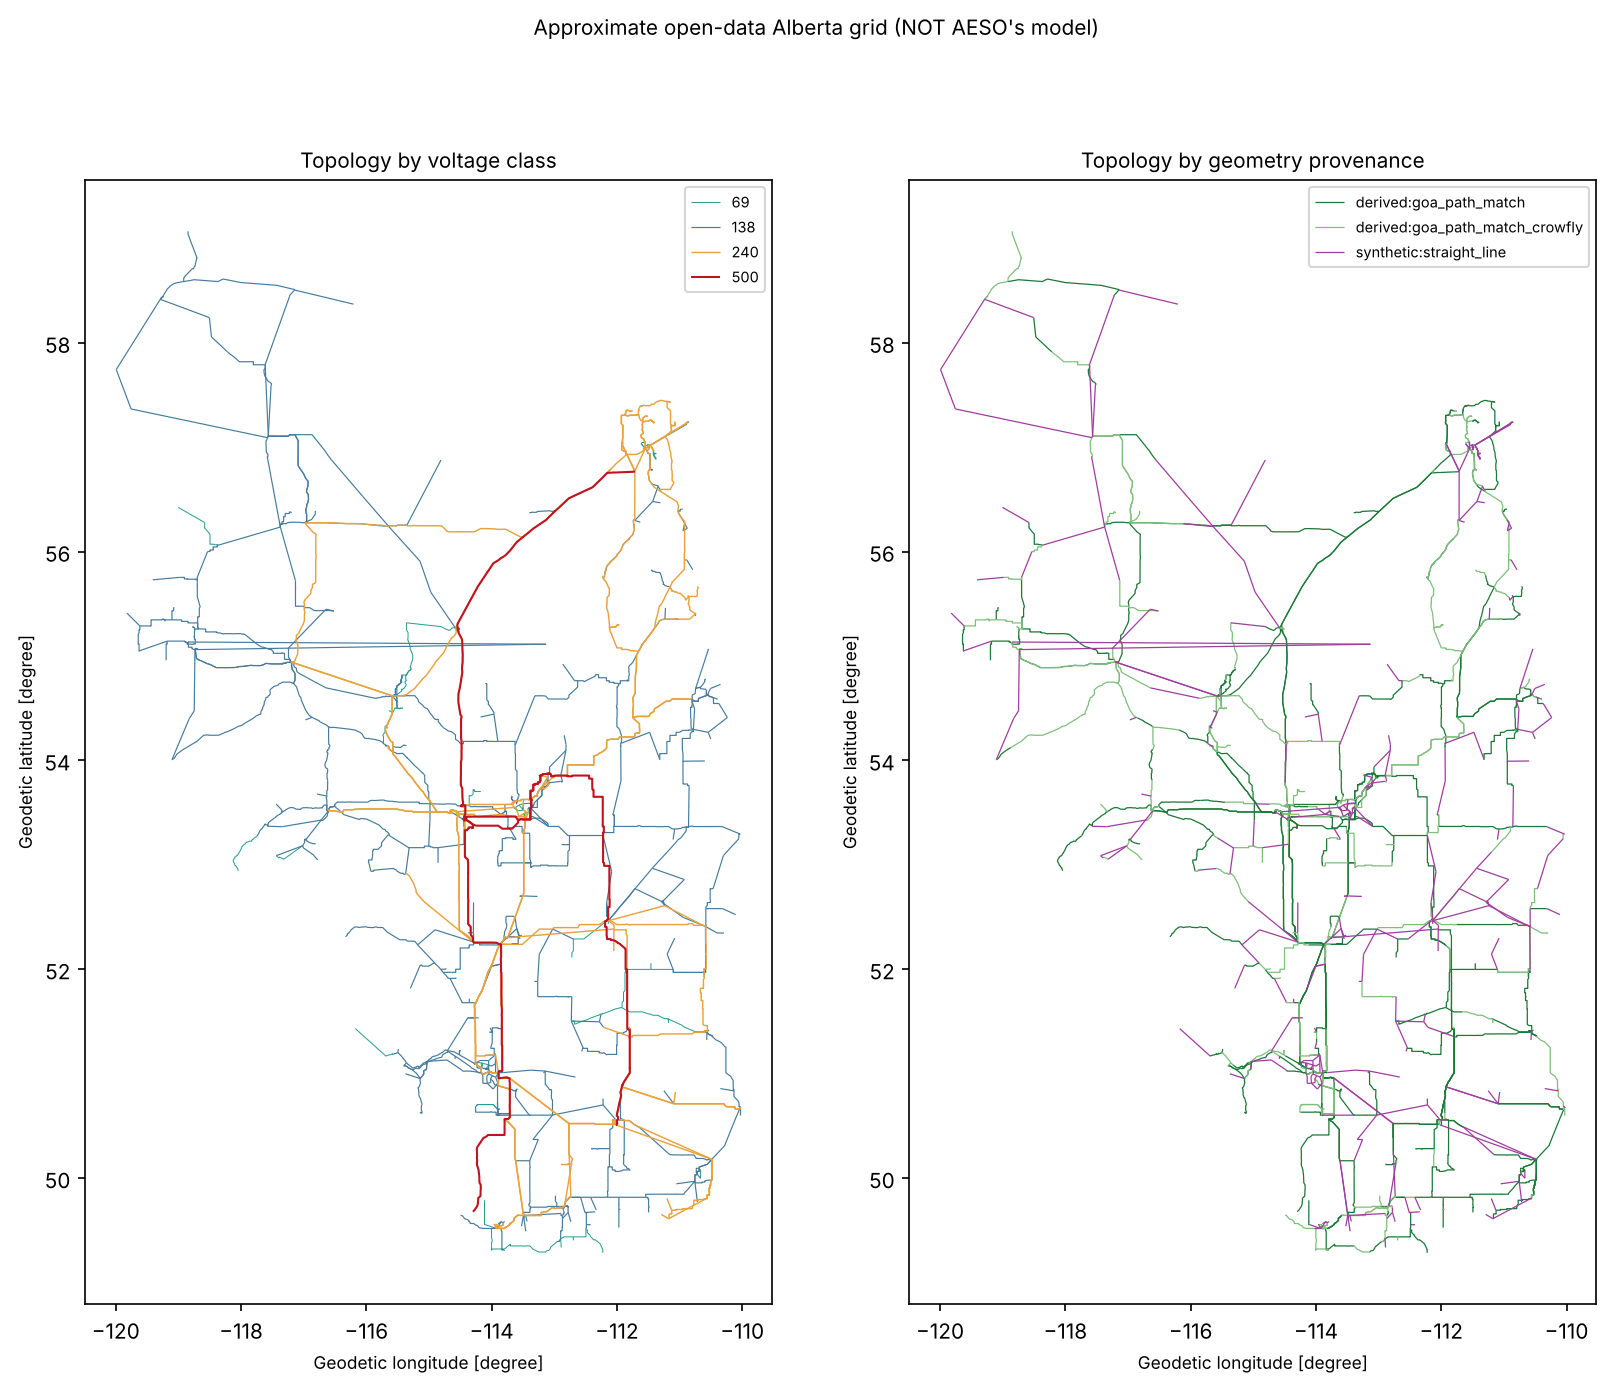 Approximate open-data Alberta grid (NOT AESO's model)
Topology by voltage class
69
138
240
500
58
56
54
52
50
−120
−118
−116
−114
−112
−110
Geodetic latitude [degree]
Geodetic longitude [degree]
Topology by geometry provenance
derived:goa_path_match
derived:goa_path_match_crowfly
synthetic:straight_line
58
56
54
52
50
−120
−118
−116
−114
−112
−110
Geodetic latitude [degree]
Geodetic longitude [degree]